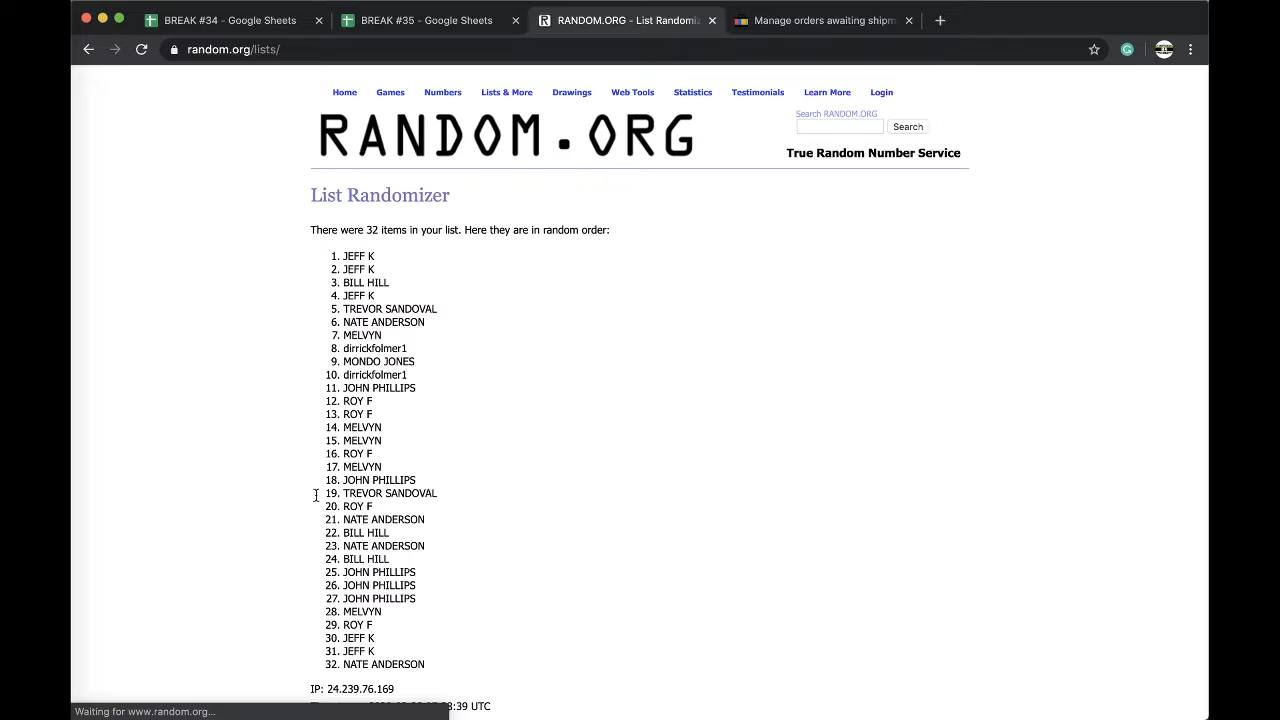 BREAK #34 - Google Sheets
BREAK #35 - Google Sheets
RANDOM.ORG - List Randomiz
Manage orders awaiting shipm
random.org/lists/
Home Games Numbers Lists & More Drawings Web Tools Statistics Testimonials Learn More Login
Search RANDOM.ORG
RANDOM.ORG
Search
True Random Number Service
List Randomizer
There were 32 items in your list. Here they are in random order:
1. JEFF K
2. JEFF K
3. BILL HILL
4. JEFF K
5. TREVOR SANDOVAL
6. NATE ANDERSON
7. MELVYN
8. dirrickfolmer1
9. MONDO JONES
10. dirrickfolmer1
11. JOHN PHILLIPS
12. ROY F
13. ROY F
14. MELVYN
15. MELVYN
16. ROY F
17. MELVYN
18. JOHN PHILLIPS
19. TREVOR SANDOVAL
20. ROY F
21. NATE ANDERSON
22. BILL HILL
23. NATE ANDERSON
24. BILL HILL
25. JOHN PHILLIPS
26. JOHN PHILLIPS
27. JOHN PHILLIPS
28. MELVYN
29. ROY F
30. JEFF K
31. JEFF K
32. NATE ANDERSON
IP: 24.239.76.169
:39 UTC
Waiting for www.random.org...